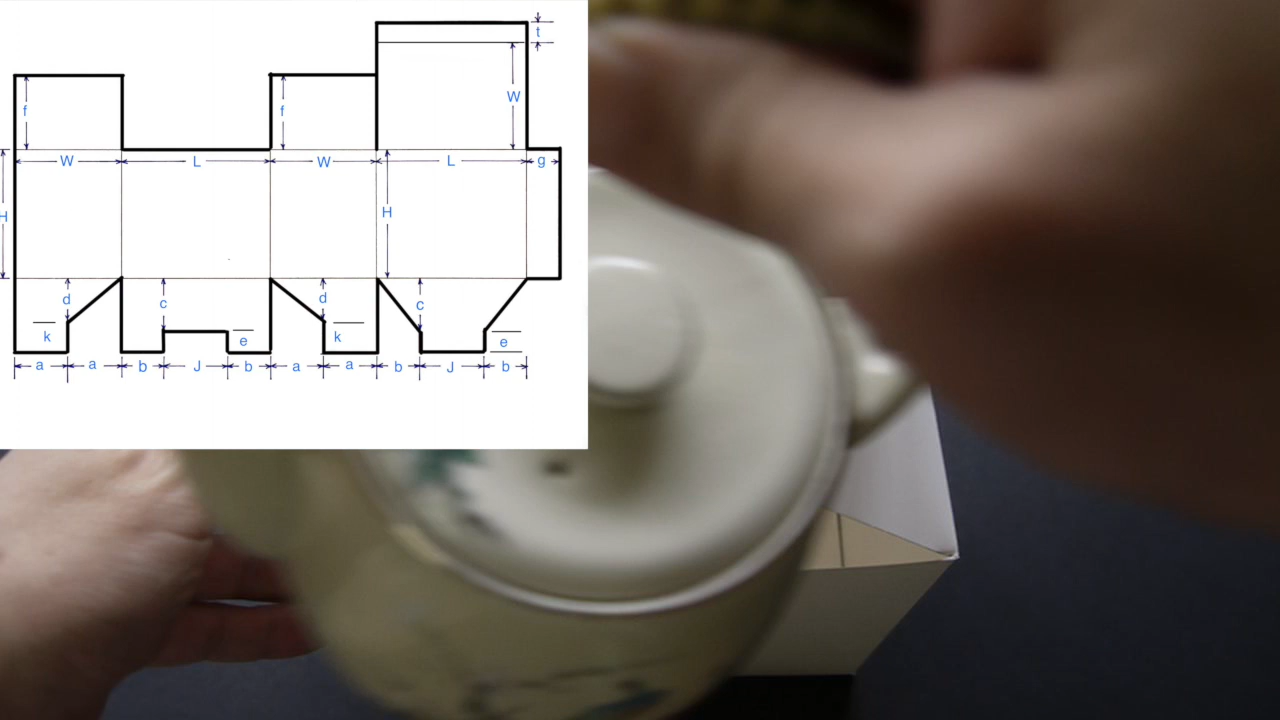 t
f f W
W L W L g
H H
d c d c
k e k e
a a b J b a a b J b